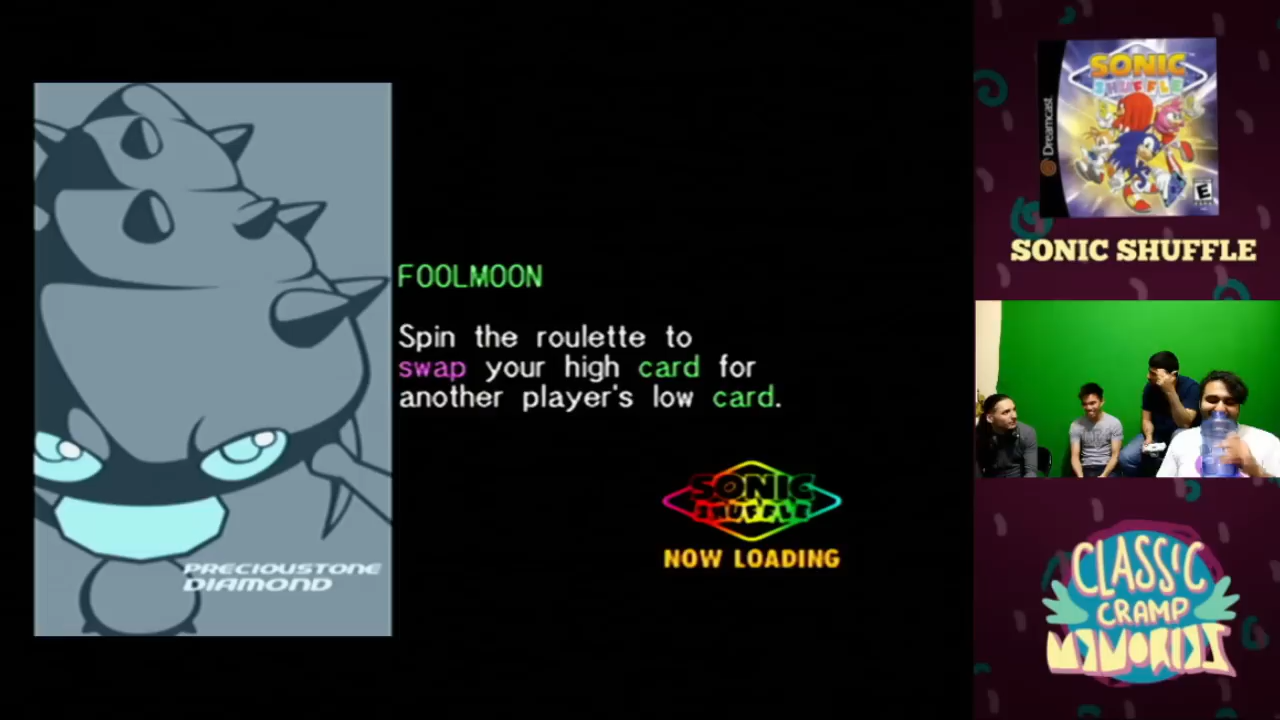 FOOLMOON
Spin the roulette to
swap your high card for
another player's low card.
PRECIOUSTONE
DIAMOND
SONIC
SHUFFLE
NOW LOADING
Dreamcast
SONIC
SHUFFLE
E
SONIC SHUFFLE
CLASSIC
CRAMP
MEMORIES